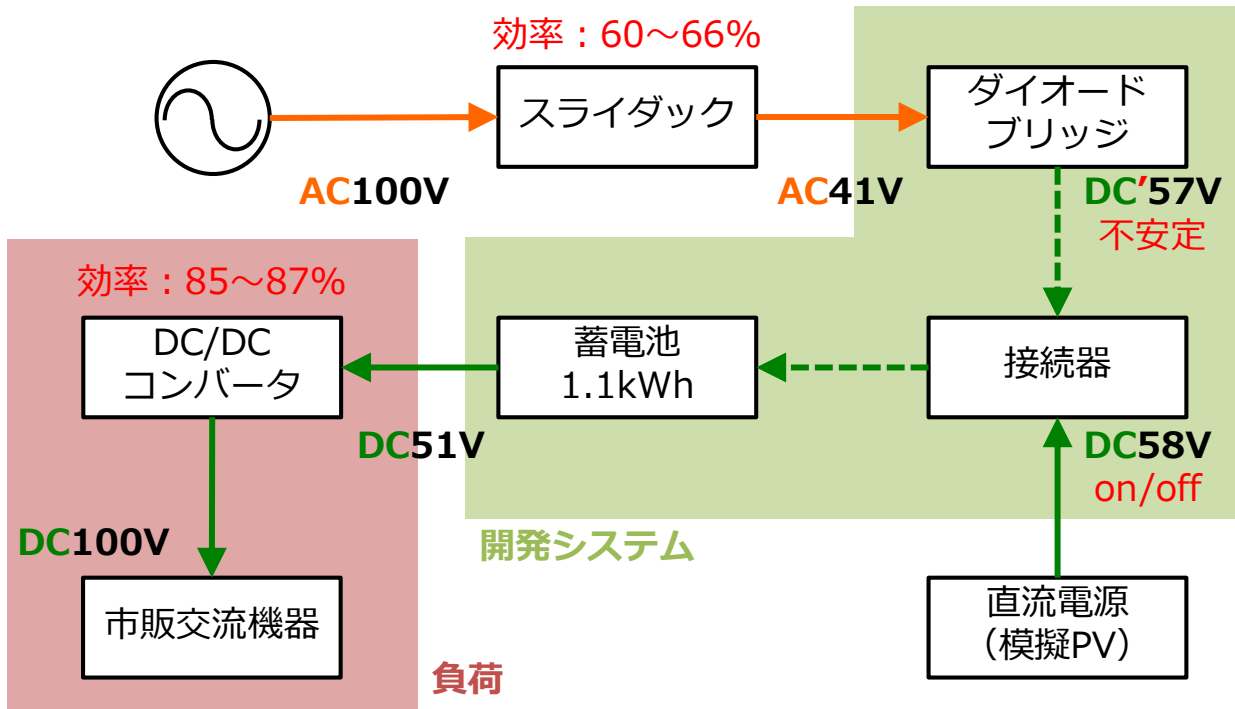 効率：60～66%
スライダック
ダイオード
ブリッジ
AC100V
AC41V
DC’57V
不安定
効率：85～87%
DC/DC
コンバータ
蓄電池
1.1kWh
接続器
DC51V
DC58V
on/off
DC100V
開発システム
市販交流機器
直流電源
（模擬PV）
負荷